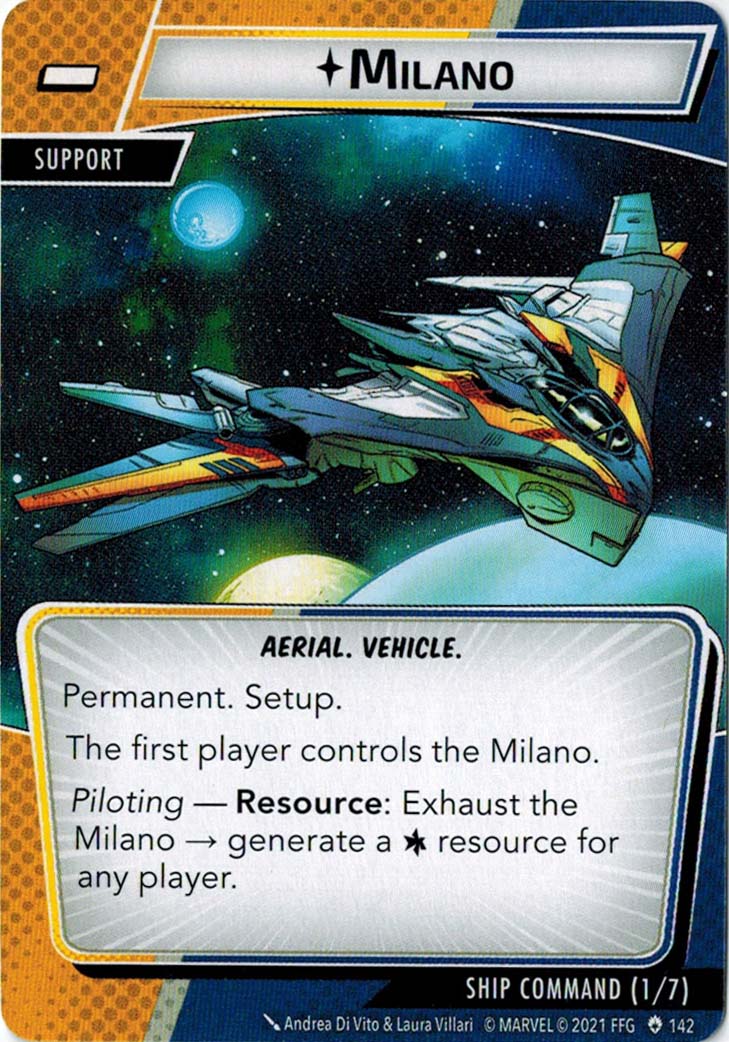 MILANO
SUPPORT
AERIAL. VEHICLE.
Permanent. Setup.
The first player controls the Milano.
Piloting — Resource: Exhaust the
Milano → generate a resource for
any player.
SHIP COMMAND (1/7)
Andrea Di Vito & Laura Villari © MARVEL © 2021 FFG 142